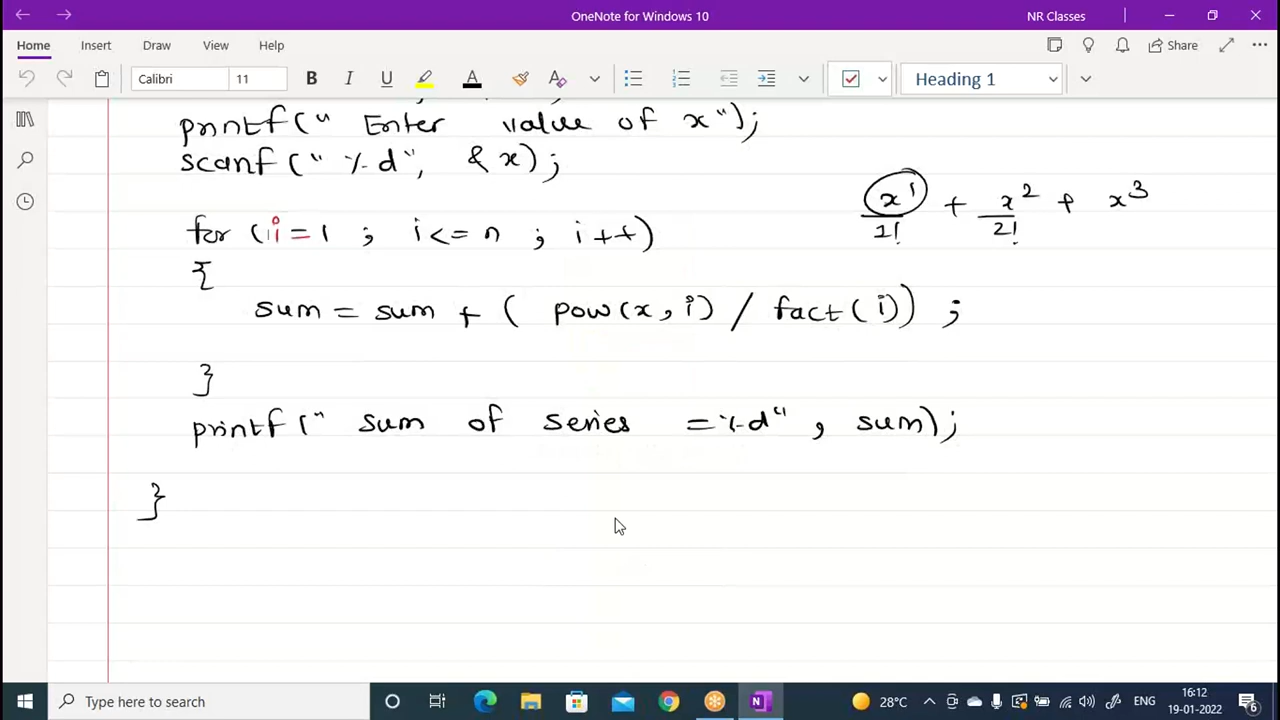 OneNote for Windows 10
NR Classes
Home Insert Draw View Help
Share
Calibri 11 B I U A Heading 1
printf(" Enter value of x");
scanf(" %d", &x);
x^1 + x^2 + x^3
1! 2!
for (i=1 ; i<=n ; i++)
{
sum = sum + ( pow(x,i) / fact(i)) ;
}
printf(" sum of series =%d" , sum);
}
Type here to search
28°C
ENG
16:12
19-01-2022
6